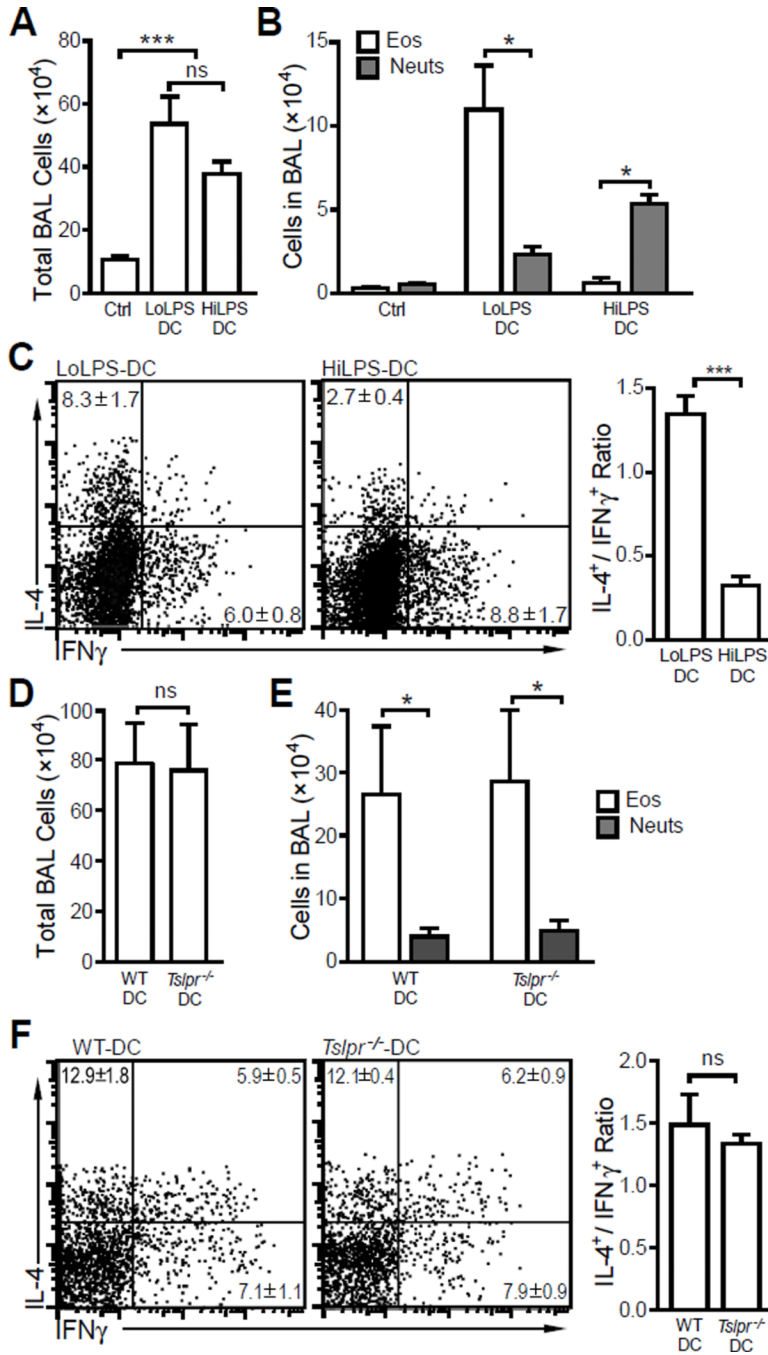 A
Total BAL Cells (×10⁴)
80
60
40
20
0
***
ns
Ctrl
LoLPS DC
HiLPS DC
B
Cells in BAL (×10⁴)
15
10
5
0
Eos
Neuts
*
*
Ctrl
LoLPS DC
HiLPS DC
C
LoLPS-DC
8.3±1.7
6.0±0.8
HiLPS-DC
2.7±0.4
8.8±1.7
IL-4
IFNγ
IL-4⁺/ IFNγ⁺ Ratio
1.5
1.0
0.5
0.0
***
LoLPS DC
HiLPS DC
D
Total BAL Cells (×10⁴)
100
80
60
40
20
0
ns
WT DC
Tslpr⁻/⁻ DC
E
Cells in BAL (×10⁴)
40
30
20
10
0
*
*
WT DC
Tslpr⁻/⁻ DC
Eos
Neuts
F
WT-DC
12.9±1.8
5.9±0.5
7.1±1.1
Tslpr⁻/⁻-DC
12.1±0.4
6.2±0.9
7.9±0.9
IL-4
IFNγ
IL-4⁺/ IFNγ⁺ Ratio
2.0
1.5
1.0
0.5
0.0
ns
WT DC
Tslpr⁻/⁻ DC